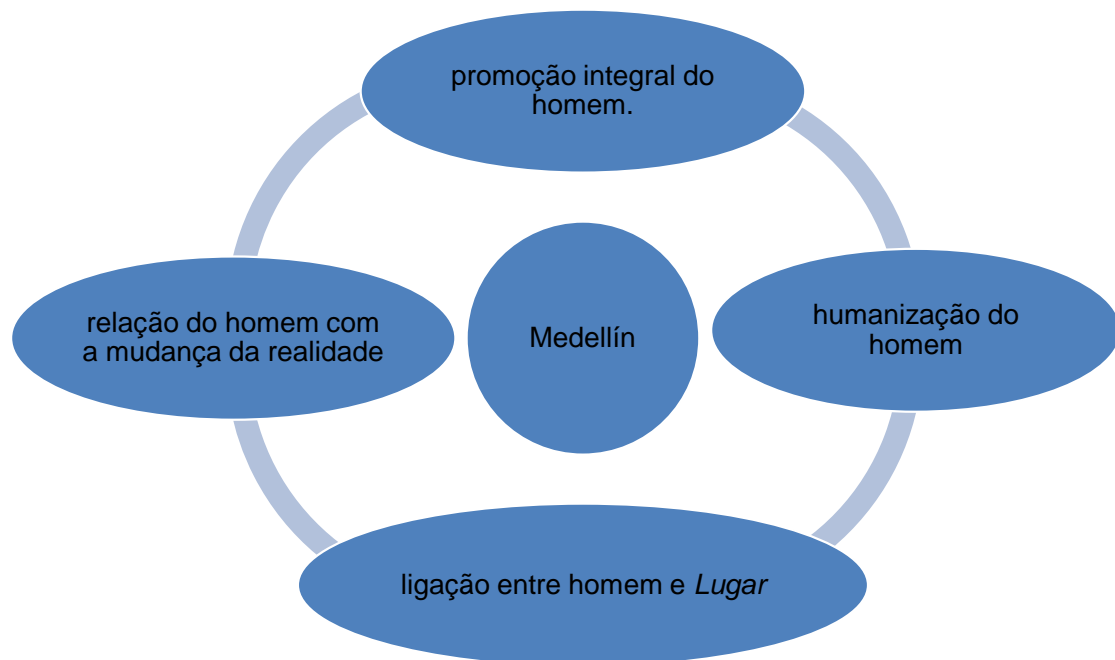 promoção integral do
homem.
relação do homem com
a mudança da realidade
Medellín
humanização do
homem
ligação entre homem e Lugar